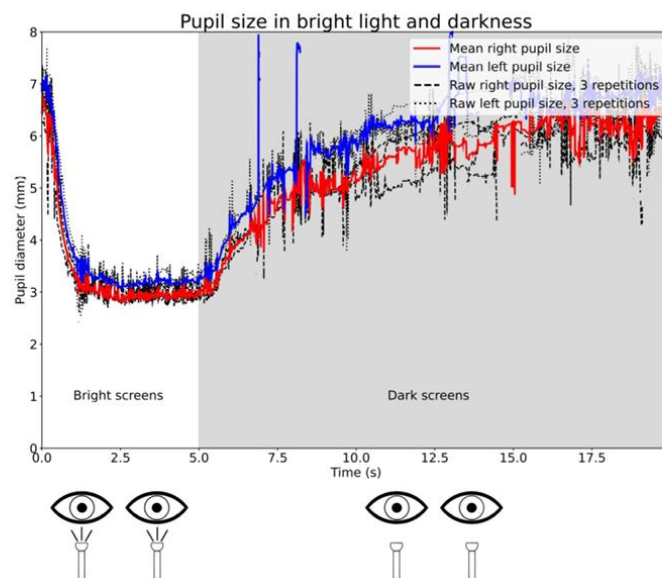 Pupil size in bright light and darkness
8
7
6
5
4
3
2
1
0
Pupil diameter (mm)
Mean right pupil size
Mean left pupil size
Raw right pupil size, 3 repetitions
Raw left pupil size, 3 repetitions
Bright screens
Dark screens
0.0 2.5 5.0 7.5 10.0 12.5 15.0 17.5
Time (s)